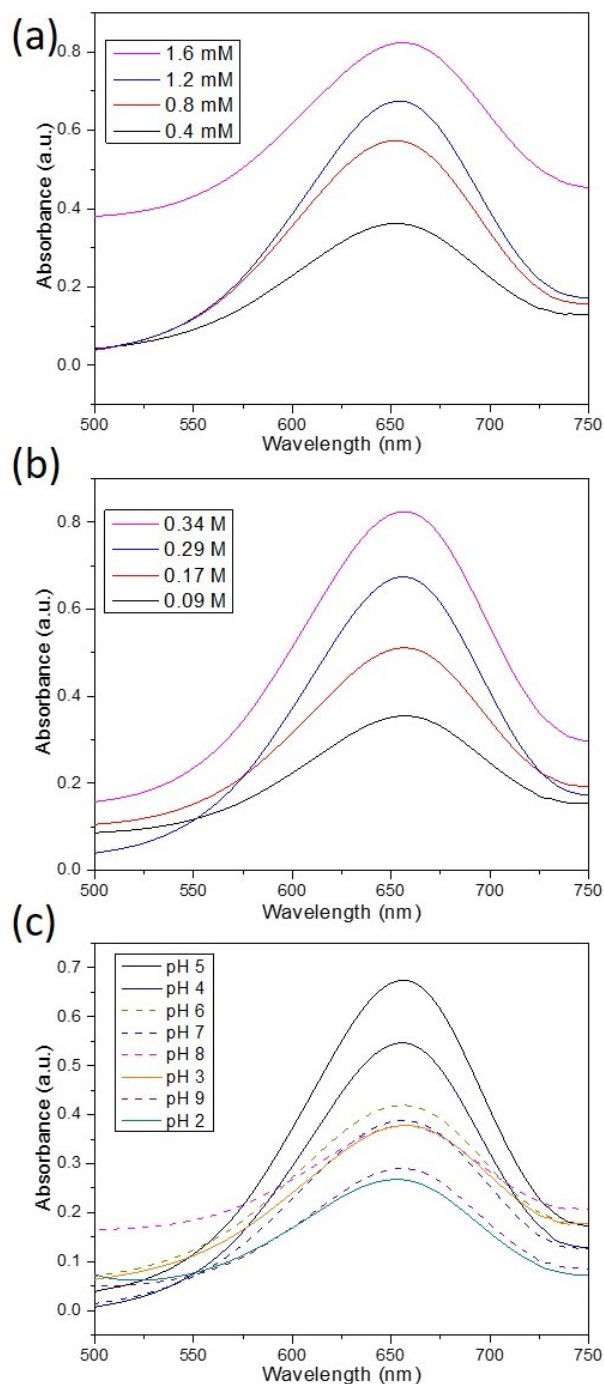 (a)
1.6 mM
1.2 mM
0.8 mM
0.4 mM
Absorbance (a.u.)
0.8
0.6
0.4
0.2
0.0
500 550 600 650 700 750
Wavelength (nm)
(b)
0.34 M
0.29 M
0.17 M
0.09 M
Absorbance (a.u.)
0.8
0.6
0.4
0.2
0.0
500 550 600 650 700 750
Wavelength (nm)
(c)
pH 5
pH 4
pH 6
pH 7
pH 8
pH 3
pH 9
pH 2
Absorbance (a.u.)
0.7
0.6
0.5
0.4
0.3
0.2
0.1
0.0
500 550 600 650 700 750
Wavelength (nm)